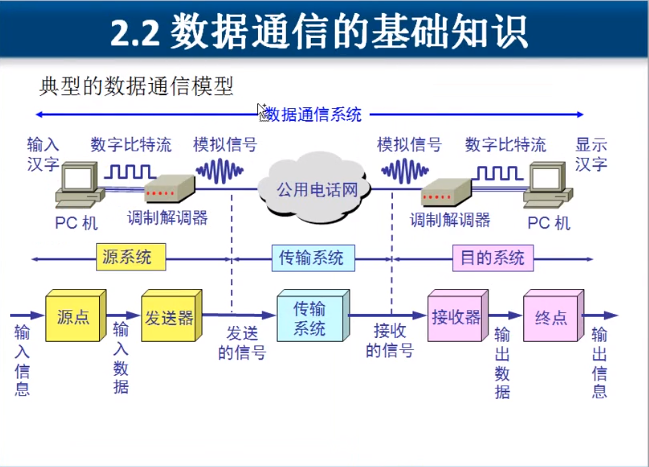 2.2 数据通信的基础知识
典型的数据通信模型
数据通信系统
输入
汉字
数字比特流
模拟信号
模拟信号
数字比特流
显示
汉字
公用电话网
PC 机
调制解调器
调制解调器
PC 机
源系统
传输系统
目的系统
源点
发送器
传输
系统
接收器
终点
输入信息
输入数据
发送
的信号
接收
的信号
输出数据
输出信息